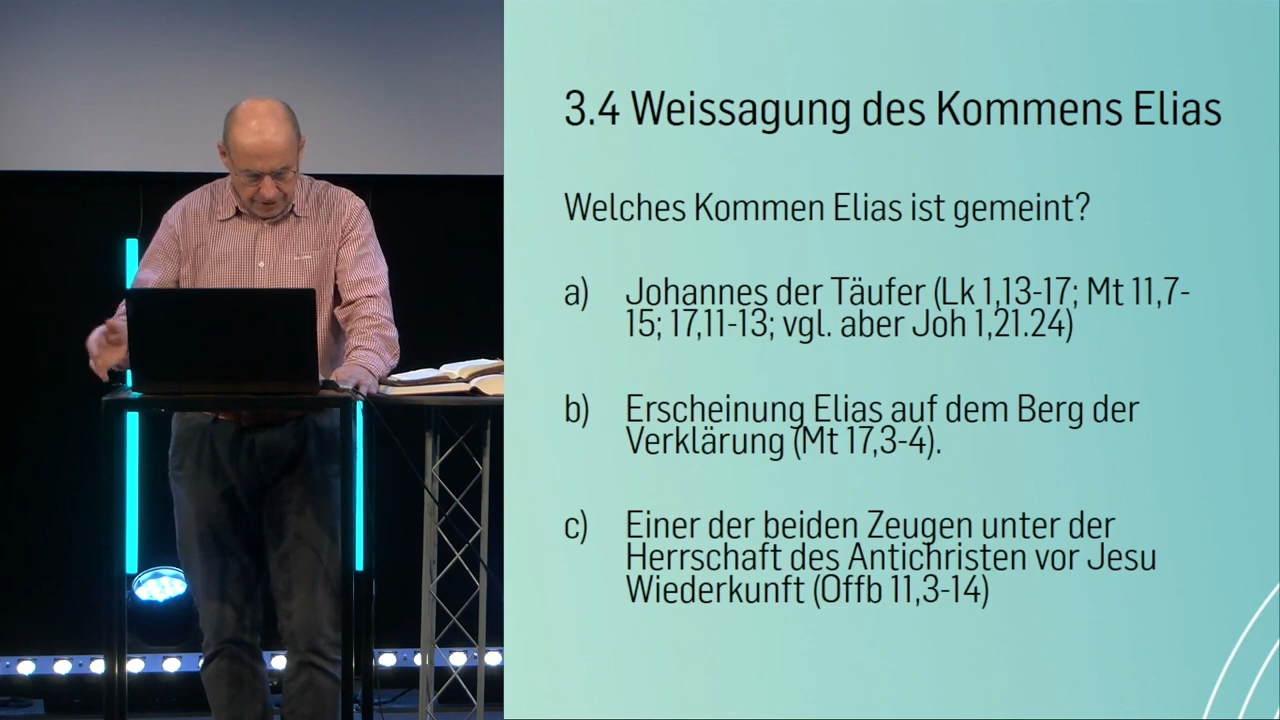 3.4 Weissagung des Kommens Elias
Welches Kommen Elias ist gemeint?
a) Johannes der Täufer (Lk 1,13-17; Mt 11,7-
15; 17,11-13; vgl. aber Joh 1,21.24)
b) Erscheinung Elias auf dem Berg der
Verklärung (Mt 17,3-4).
c) Einer der beiden Zeugen unter der
Herrschaft des Antichristen vor Jesu
Wiederkunft (Offb 11,3-14)